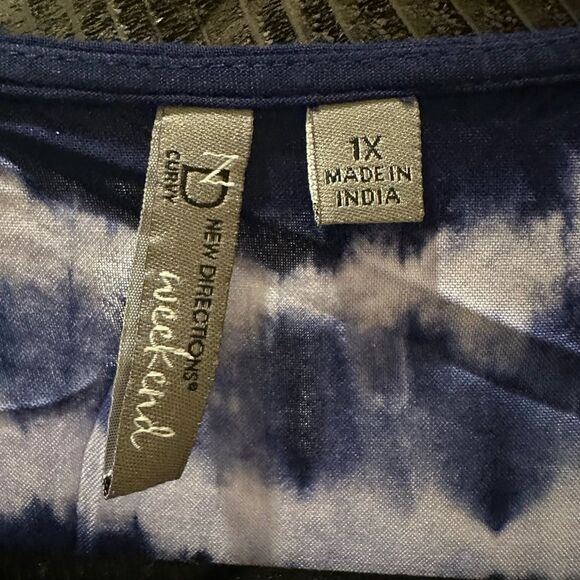 ND
CURVY
NEW DIRECTIONS®
weekend
1X
MADE IN
INDIA